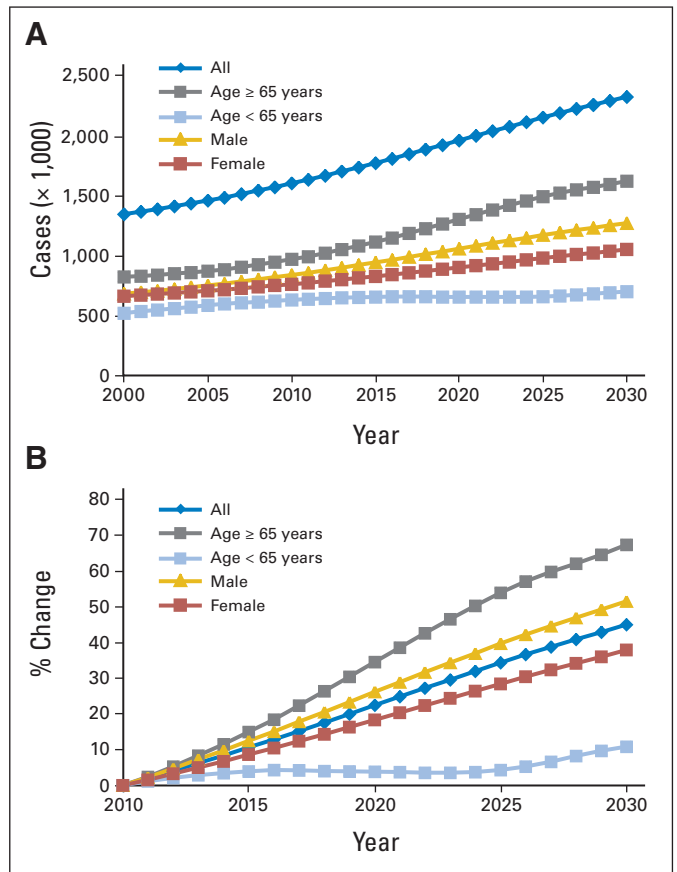 A
2,500
2,000
1,500
1,000
500
0
Cases (× 1,000)
All
Age ≥ 65 years
Age < 65 years
Male
Female
2000 2005 2010 2015 2020 2025 2030
Year
B
80
70
60
50
40
30
20
10
0
% Change
All
Age ≥ 65 years
Age < 65 years
Male
Female
2010 2015 2020 2025 2030
Year